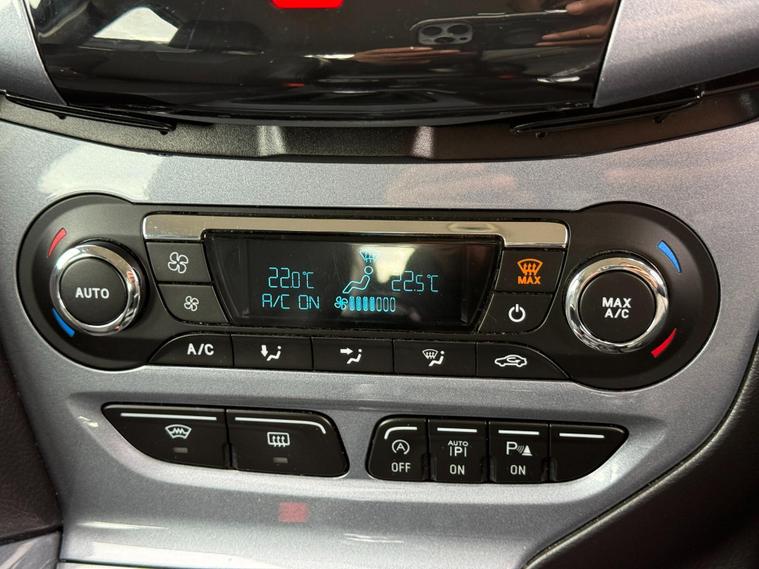 22.0°C 22.5°C
A/C ON
AUTO
MAX
MAX
A/C
A/C
A OFF
AUTO
P
ON
P
ON